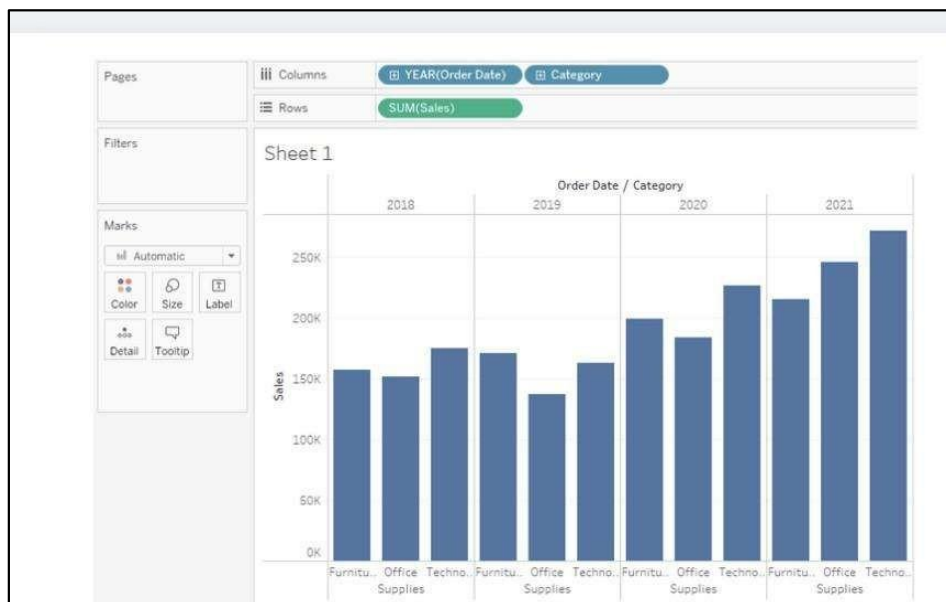 Pages
Columns
YEAR(Order Date)
Category
Rows
SUM(Sales)
Filters
Marks
Automatic
Color
Size
Label
Detail
Tooltip
Sheet 1
Order Date / Category
2018
2019
2020
2021
Sales
250K
200K
150K
100K
50K
0K
Furnitu..
Office
Supplies
Techno..
Furnitu..
Office
Supplies
Techno..
Furnitu..
Office
Supplies
Techno..
Furnitu..
Office
Supplies
Techno..